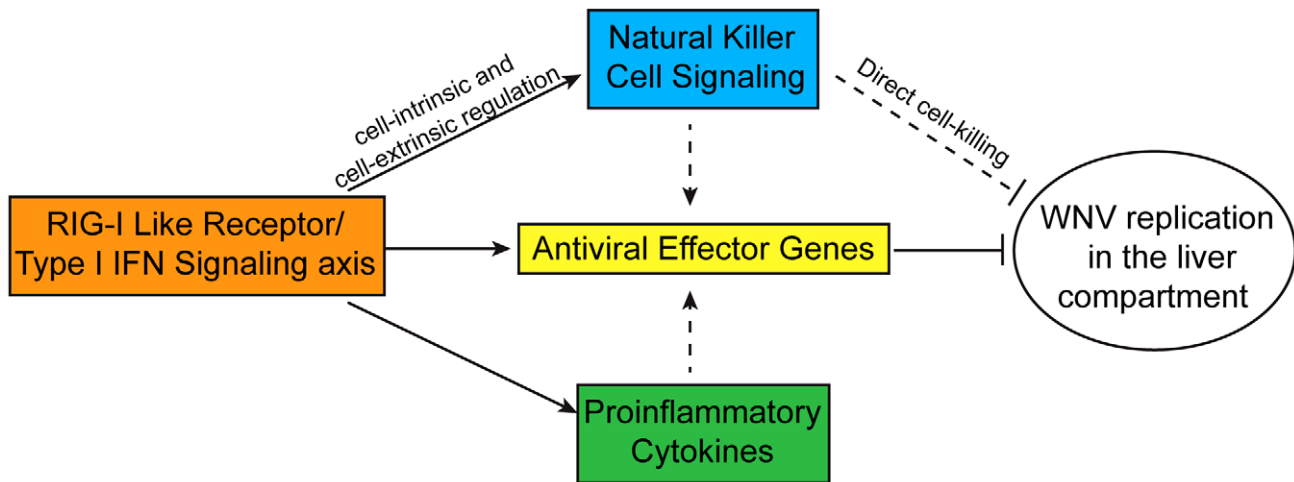 Natural Killer
Cell Signaling
cell-intrinsic and
cell-extrinsic regulation
Direct cell-killing
RIG-I Like Receptor/
Type I IFN Signaling axis
Antiviral Effector Genes
WNV replication
in the liver
compartment
Proinflammatory
Cytokines